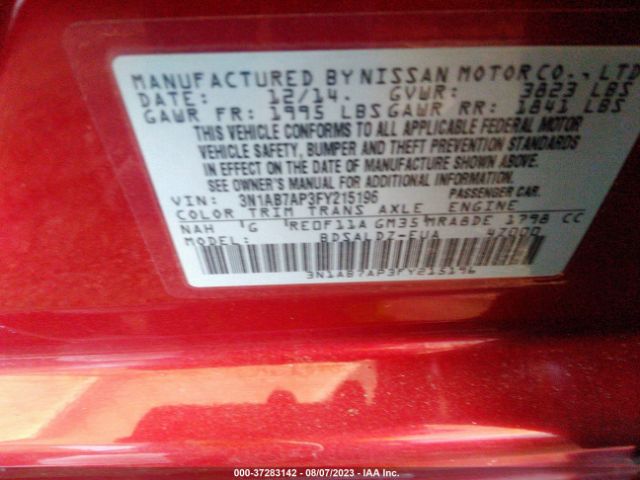 MANUFACTURED BY NISSAN MOTOR CO., LTD
DATE: 12/14. GVWR: 3823 LBS
GAWR FR: 1995 LBS GAWR RR: 1841 LBS
THIS VEHICLE CONFORMS TO ALL APPLICABLE FEDERAL MOTOR
VEHICLE SAFETY, BUMPER AND THEFT PREVENTION STANDARDS
IN EFFECT ON THE DATE OF MANUFACTURE SHOWN ABOVE.
SEE OWNER'S MANUAL FOR ADDITIONAL INFORMATION
VIN: 3N1AB7AP3FY215196 PASSENGER CAR
COLOR TRIM TRANS AXLE ENGINE
NAH G RE0F11A GM35 MRA8DE 1798 CC
MODEL: BDSALD7-EUA 47000
3N1AB7AP3FY215196
000-37283142 - 08/07/2023 - IAA Inc.